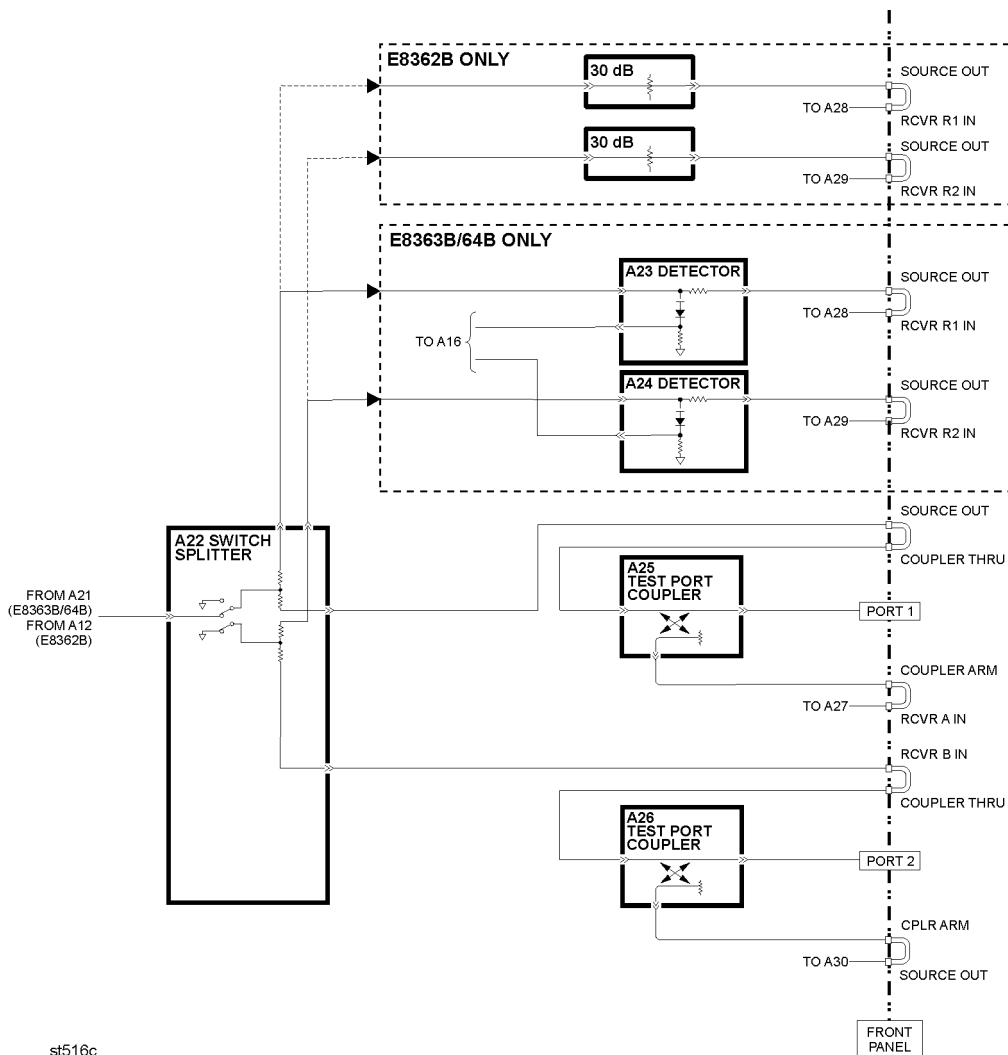 E8362B ONLY
30 dB
SOURCE OUT
TO A28
RCVR R1 IN
30 dB
SOURCE OUT
TO A29
RCVR R2 IN
E8363B/64B ONLY
A23 DETECTOR
SOURCE OUT
TO A28
RCVR R1 IN
TO A16
A24 DETECTOR
SOURCE OUT
TO A29
RCVR R2 IN
A22 SWITCH
SPLITTER
SOURCE OUT
COUPLER THRU
A25
TEST PORT
COUPLER
FROM A21
(E8363B/64B)
FROM A12
(E8362B)
PORT 1
COUPLER ARM
TO A27
RCVR A IN
RCVR B IN
COUPLER THRU
A26
TEST PORT
COUPLER
PORT 2
CPLR ARM
TO A30
SOURCE OUT
FRONT
PANEL
st516c